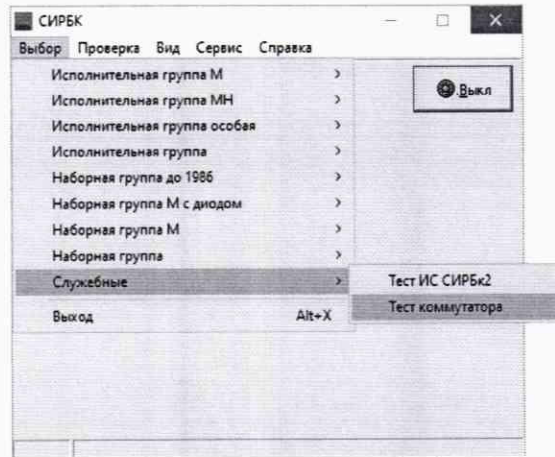 СИРБК
Выбор Проверка Вид Сервис Справка
Исполнительная группа М
Исполнительная группа МН
Исполнительная группа особая
Исполнительная группа
Наборная группа до 1986
Наборная группа М с диодом
Наборная группа М
Наборная группа
Служебные
Выход Alt+X
.Выкл
Тест ИС СИРБк2
Тест коммутатора